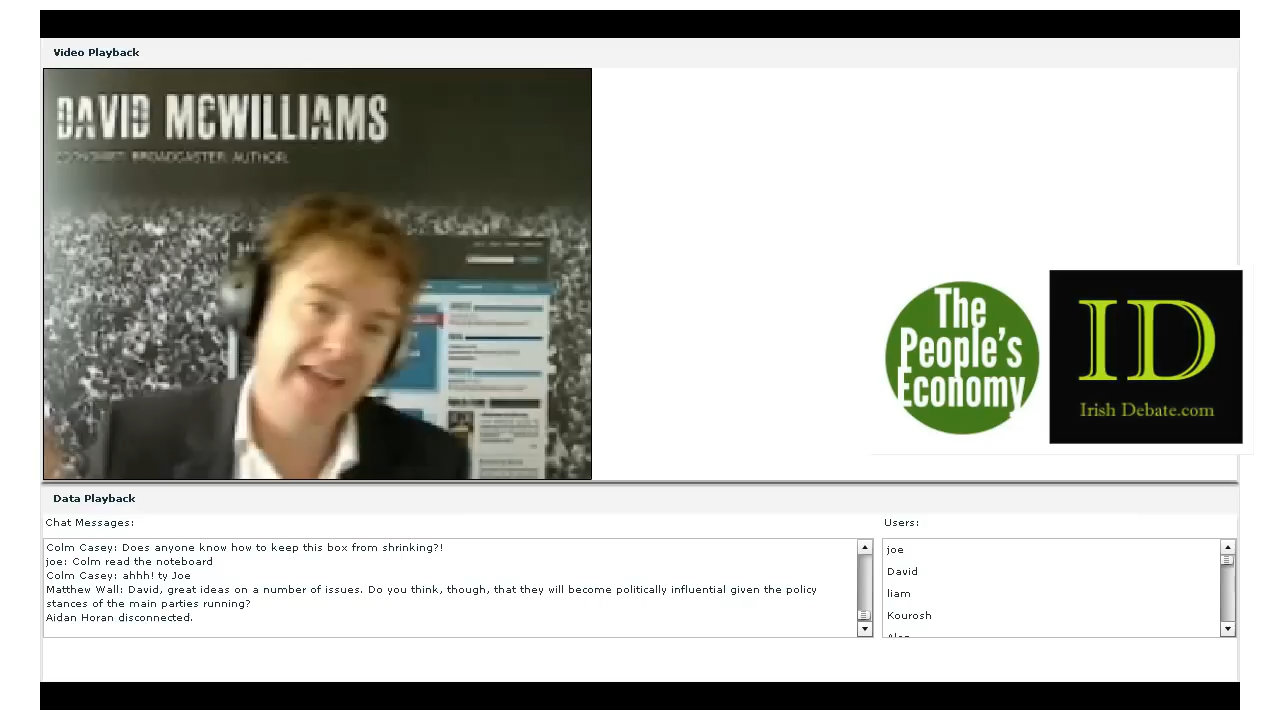 Video Playback
DAVID MCWILLIAMS
ECONOMIST. BROADCASTER. AUTHOR.
The
People's
Economy
ID
Irish Debate.com
Data Playback
Chat Messages:
Users:
Colm Casey: Does anyone know how to keep this box from shrinking?!
joe: Colm read the noteboard
Colm Casey: ahhh! ty Joe
Matthew Wall: David, great ideas on a number of issues. Do you think, though, that they will become politically influential given the policy
stances of the main parties running?
Aidan Horan disconnected.
joe
David
liam
Kourosh